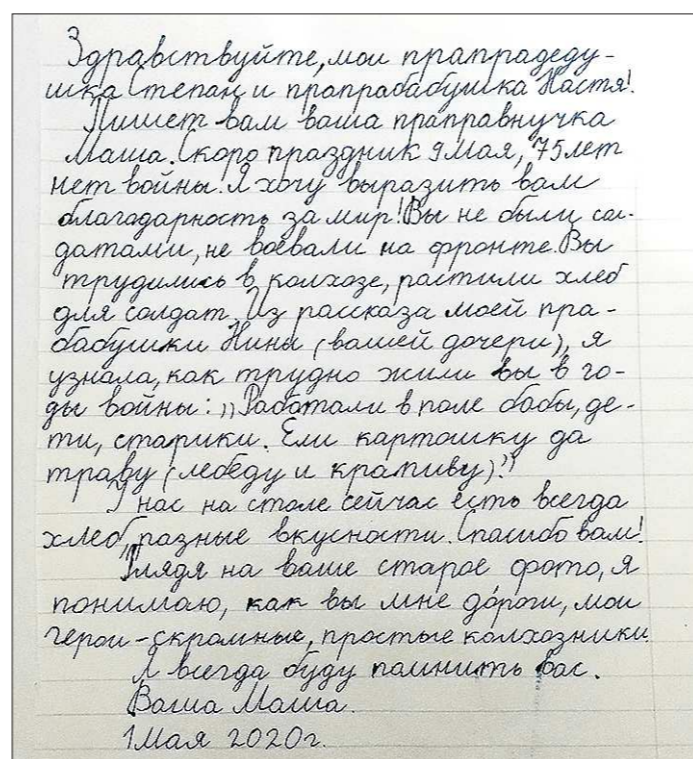 Здравствуйте, мои прапрадеду-
шка Степан и прапрабабушка Настя!
Пишет вам ваша праправнучка
Маша. Скоро праздник 9 мая, 75 лет
нет войны. Я хочу выразить вам
благодарность за мир! Вы не были сол-
датами, не воевали на фронте. Вы
трудились в колхозе, растили хлеб
для солдат. Из рассказа моей пра-
бабушки Нины (вашей дочери), я
узнала, как трудно жили вы в го-
ды войны: „Работали в поле бабы, де-
ти, старики. Ели картошку да
траву (лебеду и крапиву)."
У нас на столе сейчас есть всегда
хлеб, разные вкусности. Спасибо вам!
Глядя на ваше старое фото, я
понимаю, как вы мне дороги, мои
герои - скромные, простые колхозники.
Я всегда буду помнить вас.
Ваша Маша.
1 Мая 2020г.